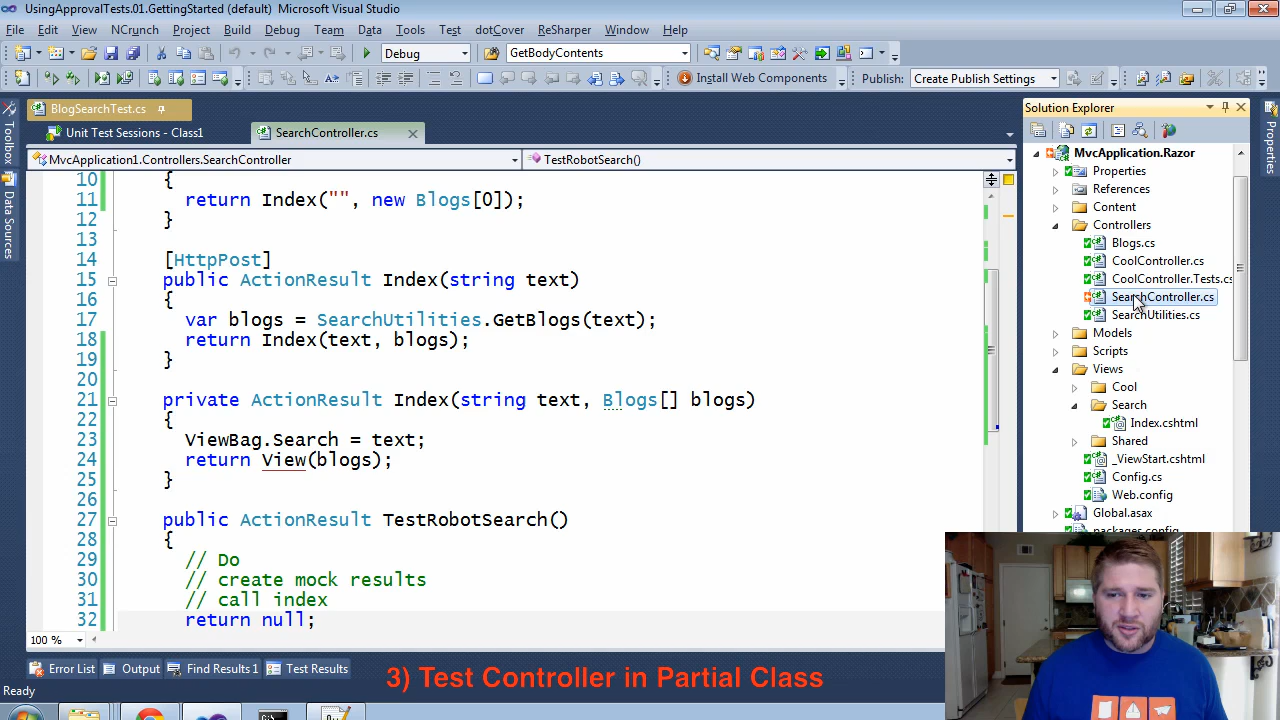 UsingApprovalTests.01.GettingStarted (default) - Microsoft Visual Studio
File Edit View NCrunch Project Build Debug Team Data Tools Test dotCover ReSharper Window Help
Debug GetBodyContents
Install Web Components Publish: Create Publish Settings
BlogSearchTest.cs
Unit Test Sessions - Class1 SearchController.cs
MvcApplication1.Controllers.SearchController TestRobotSearch()
10 {
11 return Index("", new Blogs[0]);
12 }
13
14 [HttpPost]
15 public ActionResult Index(string text)
16 {
17 var blogs = SearchUtilities.GetBlogs(text);
18 return Index(text, blogs);
19 }
20
21 private ActionResult Index(string text, Blogs[] blogs)
22 {
23 ViewBag.Search = text;
24 return View(blogs);
25 }
26
27 public ActionResult TestRobotSearch()
28 {
29 // Do
30 // create mock results
31 // call index
32 return null;
100 %
Toolbox
Data Sources
Solution Explorer
MvcApplication.Razor
Properties
References
Content
Controllers
Blogs.cs
CoolController.cs
CoolController.Tests.cs
SearchController.cs
SearchUtilities.cs
Models
Scripts
Views
Cool
Search
Index.cshtml
Shared
_ViewStart.cshtml
Config.cs
Web.config
Global.asax
packages.config
Properties
Error List Output Find Results 1 Test Results
3) Test Controller in Partial Class
Ready